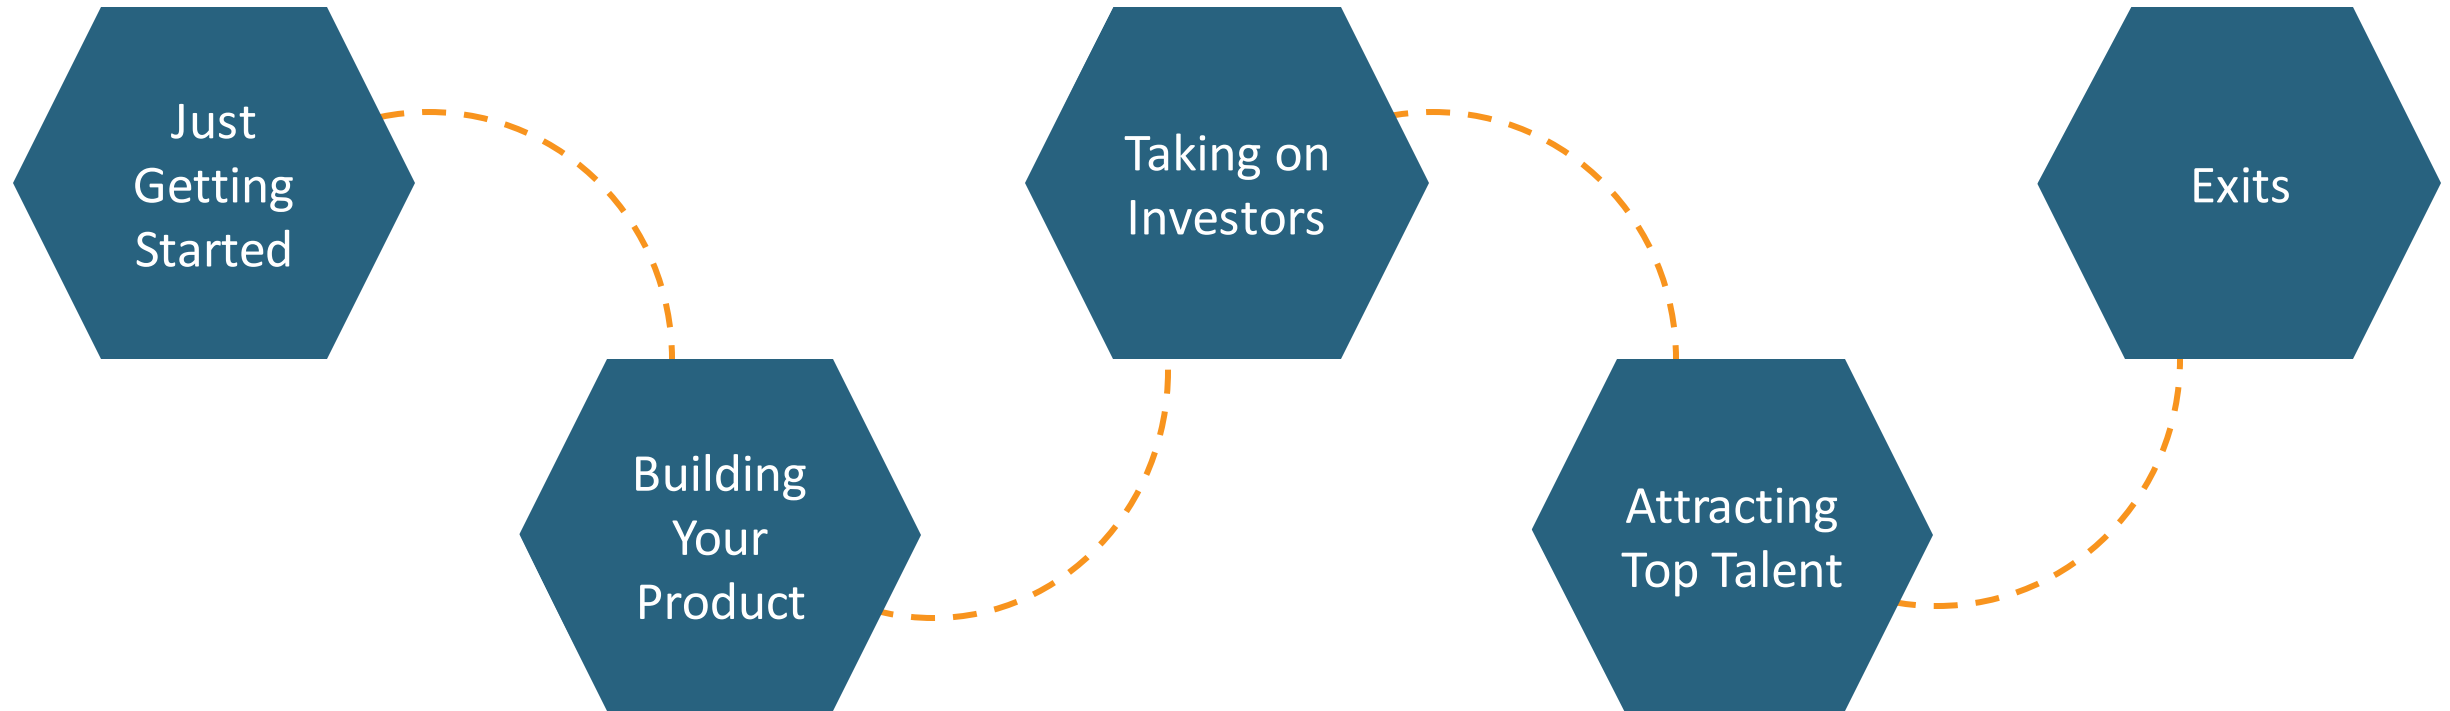 Just
Getting
Started
Building
Your
Product
Taking on
Investors
Attracting
Top Talent
Exits